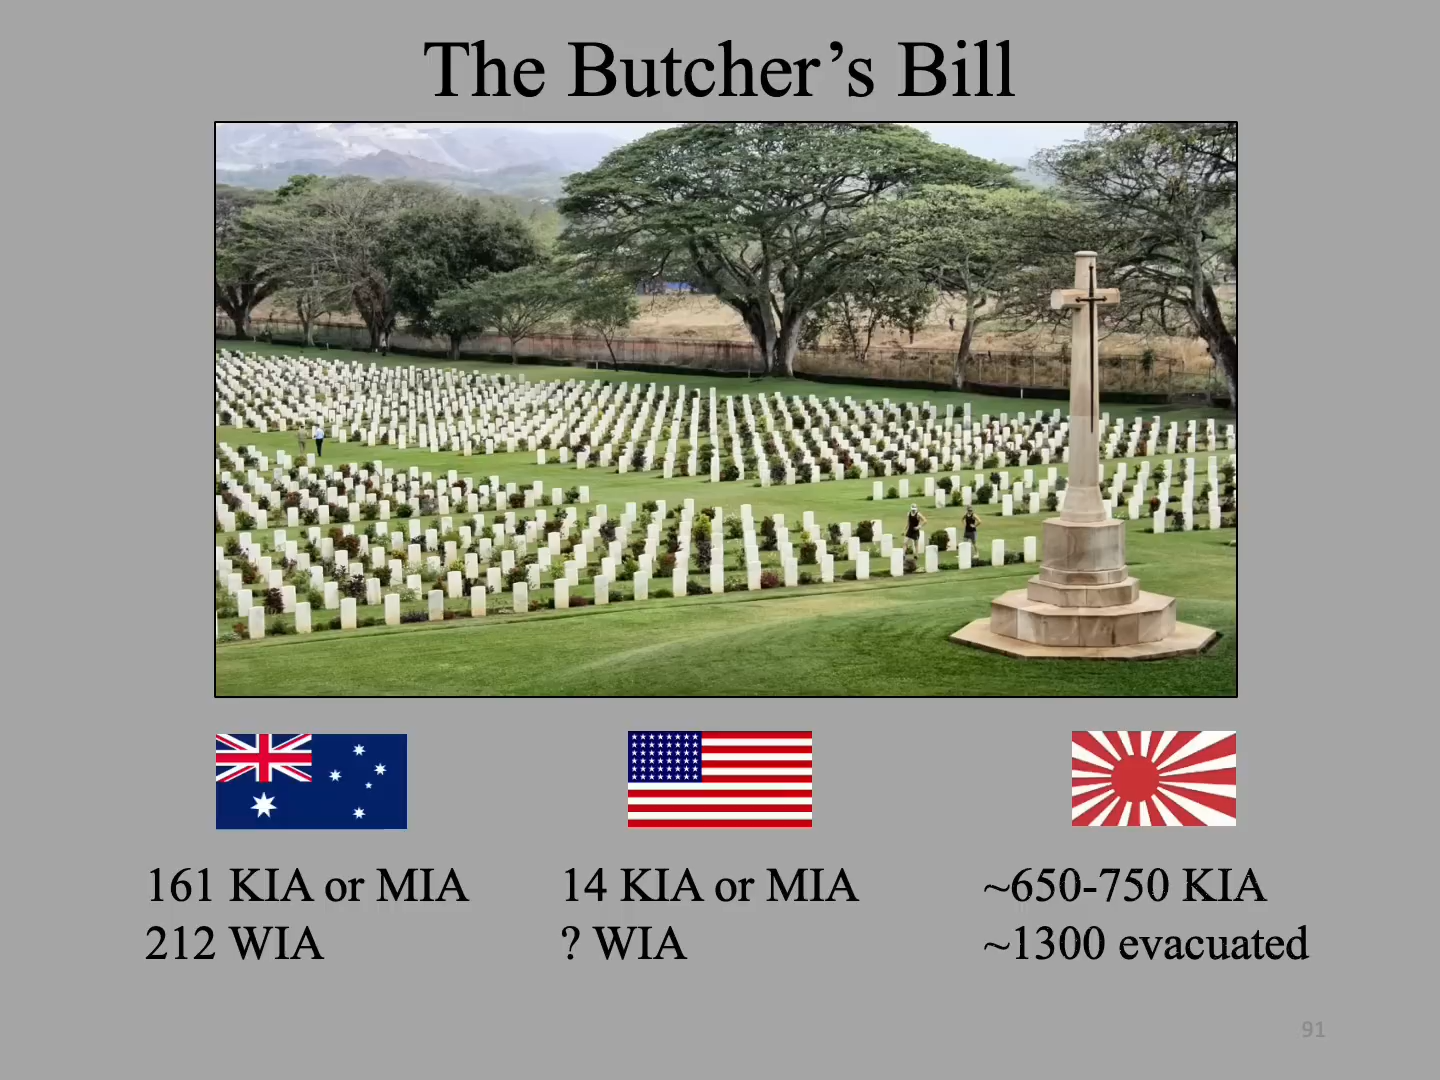 The Butcher’s Bill
161 KIA or MIA
212 WIA
14 KIA or MIA
? WIA
~650-750 KIA
~1300 evacuated
91